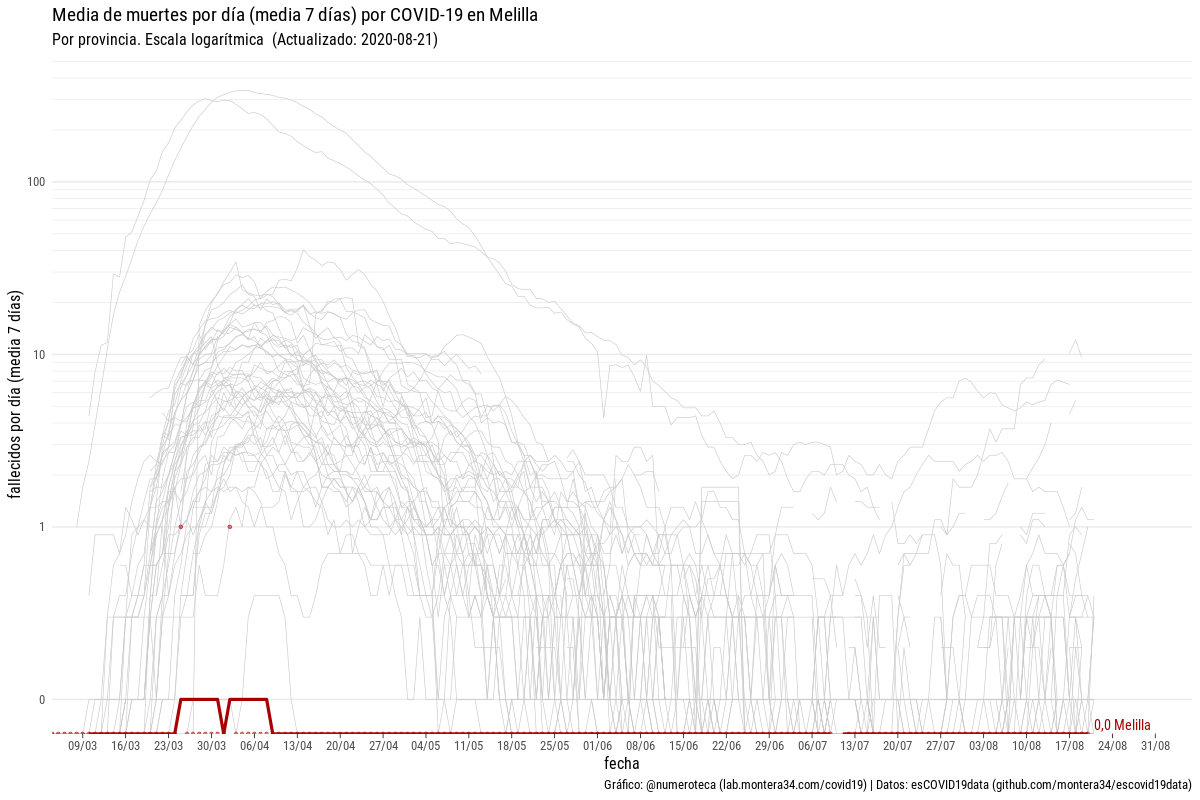 Media de muertes por día (media 7 días) por COVID-19 en Melilla
Por provincia. Escala logarítmica (Actualizado: 2020-08-21)
fallecidos por día (media 7 días)
100
10
1
0
0,0 Melilla
09/03 16/03 23/03 30/03 06/04 13/04 20/04 27/04 04/05 11/05 18/05 25/05 01/06 08/06 15/06 22/06 29/06 06/07 13/07 20/07 27/07 03/08 10/08 17/08 24/08 31/08
fecha
Gráfico: @numeroteca (lab.montera34.com/covid19) | Datos: esCOVID19data (github.com/montera34/escovid19data)